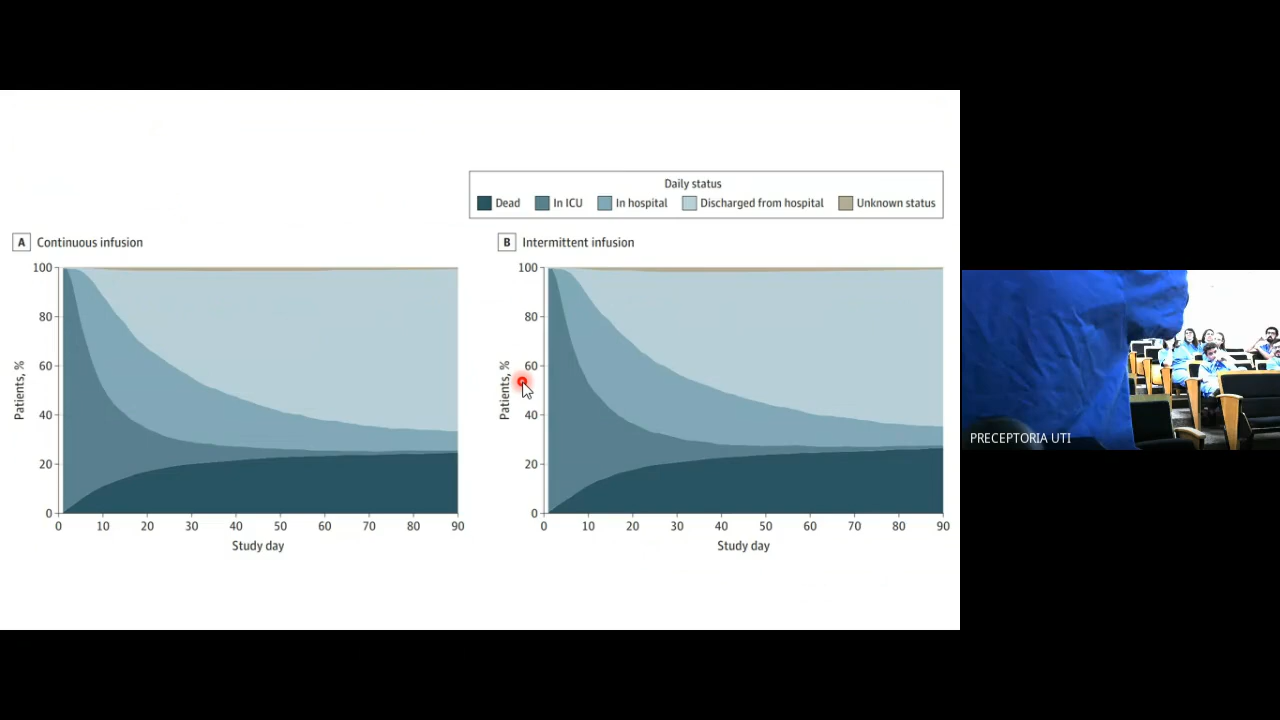 Daily status
Dead In ICU In hospital Discharged from hospital Unknown status
A Continuous infusion
100
80
60
40
20
0
Patients, %
0 10 20 30 40 50 60 70 80 90
Study day
B Intermittent infusion
100
80
60
40
20
0
Patients, %
0 10 20 30 40 50 60 70 80 90
Study day
PRECEPTORIA UTI